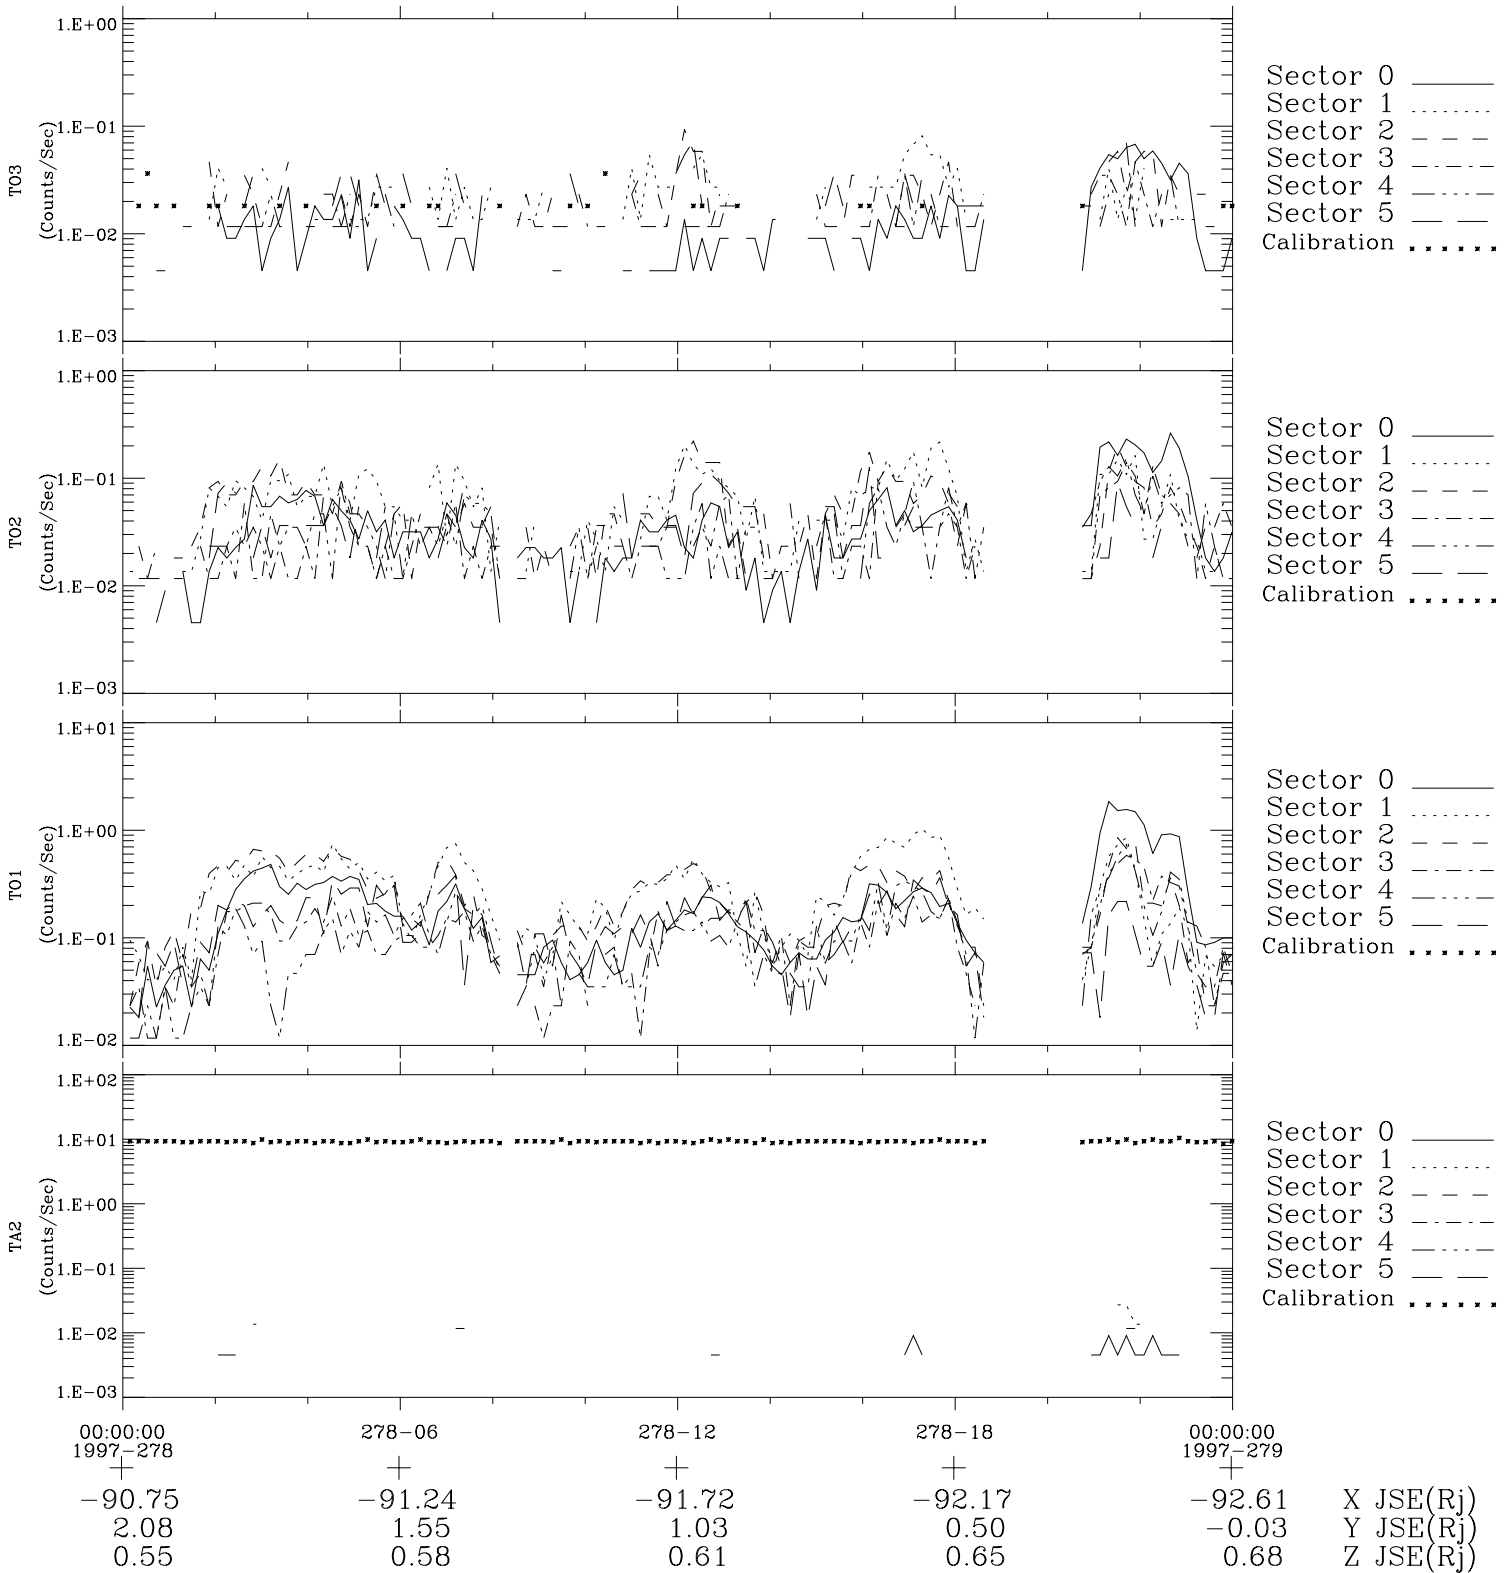 1.E+00
1.E-01
1.E-02
1.E-03
TO3
(Counts/Sec)
Sector 0
Sector 1
Sector 2
Sector 3
Sector 4
Sector 5
Calibration
1.E+00
1.E-01
1.E-02
1.E-03
TO2
(Counts/Sec)
Sector 0
Sector 1
Sector 2
Sector 3
Sector 4
Sector 5
Calibration
1.E+01
1.E+00
1.E-01
1.E-02
TO1
(Counts/Sec)
Sector 0
Sector 1
Sector 2
Sector 3
Sector 4
Sector 5
Calibration
1.E+02
1.E+01
1.E+00
1.E-01
1.E-02
1.E-03
TA2
(Counts/Sec)
Sector 0
Sector 1
Sector 2
Sector 3
Sector 4
Sector 5
Calibration
00:00:00 278-06 278-12 278-18 00:00:00
1997-278 1997-279
-90.75 -91.24 -91.72 -92.17 -92.61 X JSE(Rj)
2.08 1.55 1.03 0.50 -0.03 Y JSE(Rj)
0.55 0.58 0.61 0.65 0.68 Z JSE(Rj)